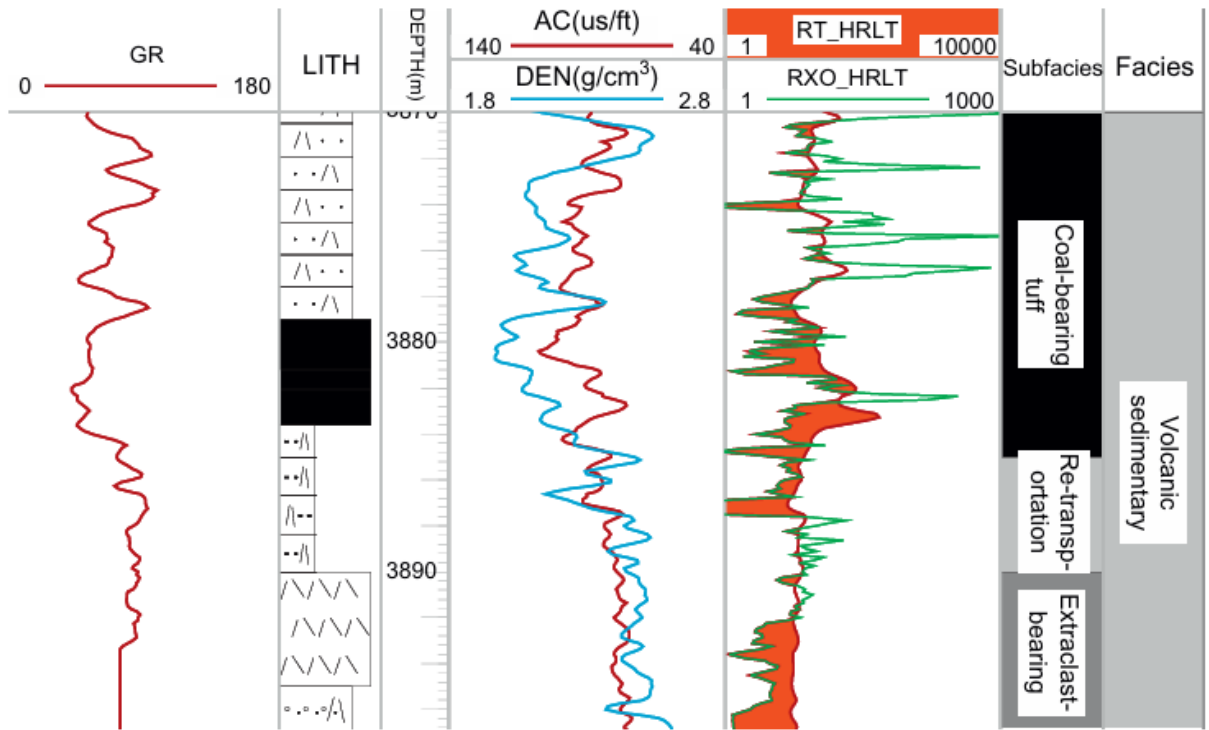 GR
0 180
LITH
DEPTH(m)
AC(us/ft)
140 40
DEN(g/cm³)
1.8 2.8
RT_HRLT
1 10000
RXO_HRLT
1 1000
Subfacies
Facies
3870
3880
3890
Coal-bearing
tuff
Re-transp-
ortation
Extraclast-
bearing
Volcanic
sedimentary